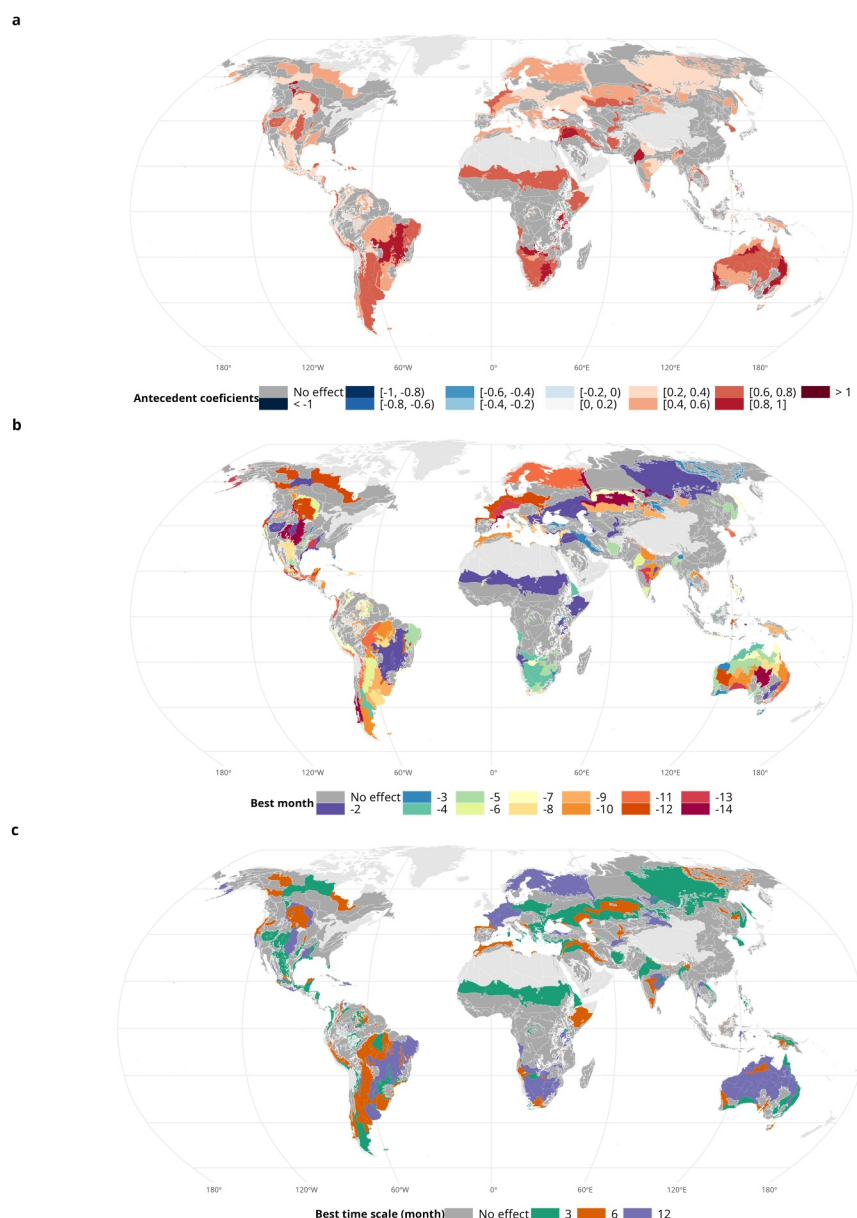 a
180° 120°W 60°W 0° 60°E 120°E 180°
Antecedent coeficients No effect [-1, -0.8) [-0.6, -0.4) [-0.2, 0) [0.2, 0.4) [0.6, 0.8) > 1
< -1 [-0.8, -0.6) [-0.4, -0.2) [0, 0.2) [0.4, 0.6) [0.8, 1]
b
180° 120°W 60°W 0° 60°E 120°E 180°
Best month No effect -3 -5 -7 -9 -11 -13
-2 -4 -6 -8 -10 -12 -14
c
180° 120°W 60°W 0° 60°E 120°E 180°
Best time scale (month) No effect 3 6 12